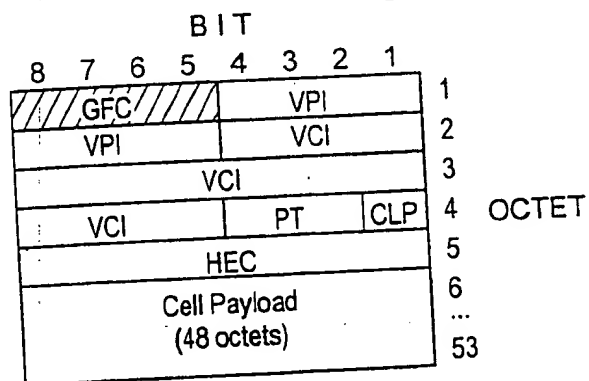 BIT
8 7 6 5 4 3 2 1
GFC VPI 1
VPI VCI 2
VCI 3
VCI PT CLP 4 OCTET
HEC 5
Cell Payload 6
(48 octets) ...
53